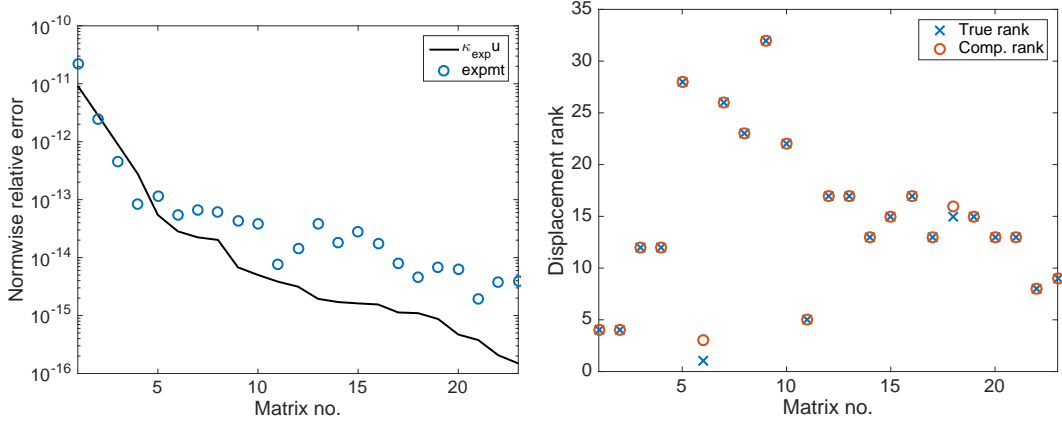 10^-10
10^-11
10^-12
10^-13
10^-14
10^-15
10^-16
Normwise relative error
5
10
15
20
Matrix no.
κ_exp u
expmt
35
30
25
20
15
10
5
0
Displacement rank
5
10
15
20
Matrix no.
True rank
Comp. rank